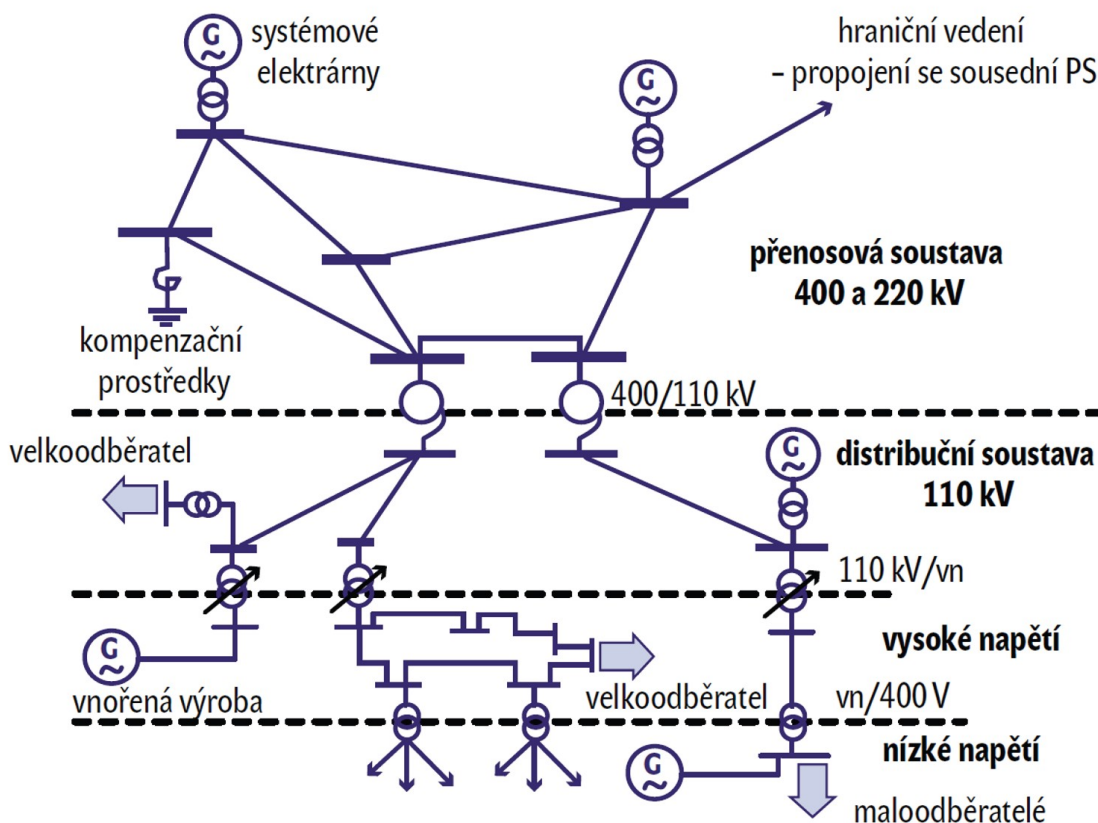 G
systémové
elektrárny
hraniční vedení
– propojení se sousední PS
G
přenosová soustava
400 a 220 kV
kompenzační
prostředky
400/110 kV
velkoodběratel
G
distribuční soustava
110 kV
110 kV/vn
G
vnořená výroba
vysoké napětí
velkoodběratel
vn/400 V
nízké napětí
G
maloodběratelé